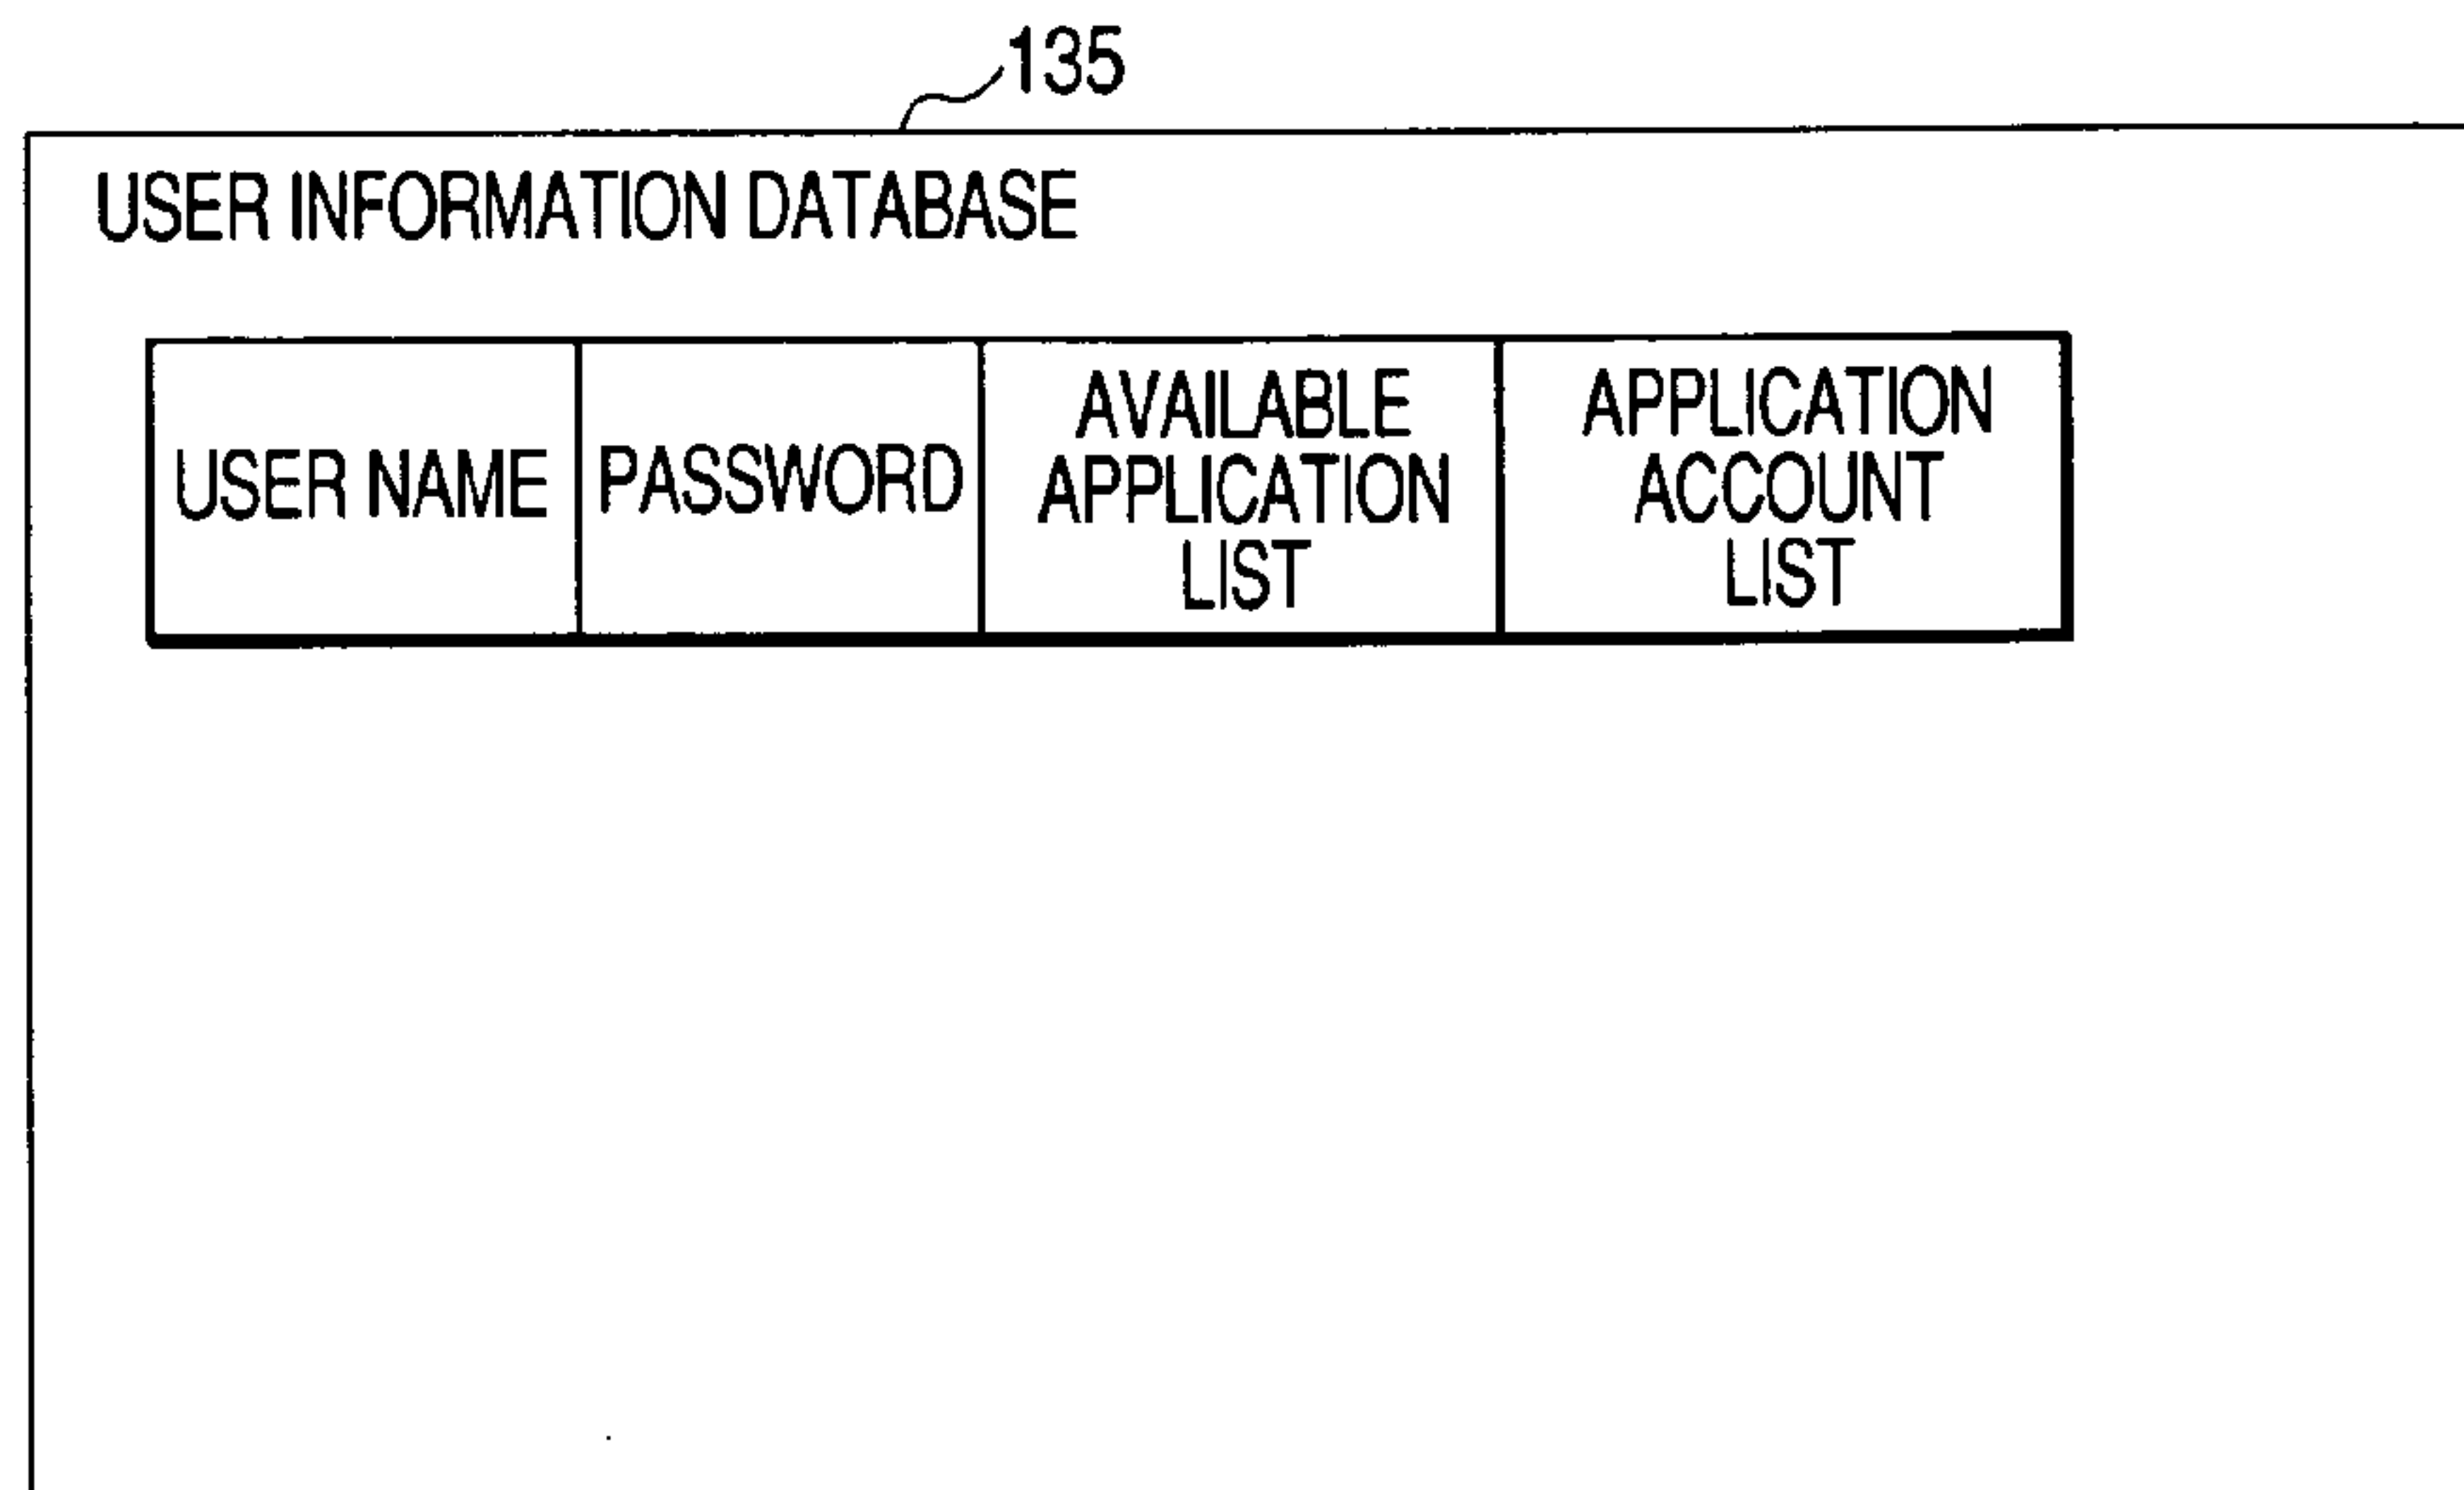 135
USER INFORMATION DATABASE
USER NAME
PASSWORD
AVAILABLE
APPLICATION
LIST
APPLICATION
ACCOUNT
LIST